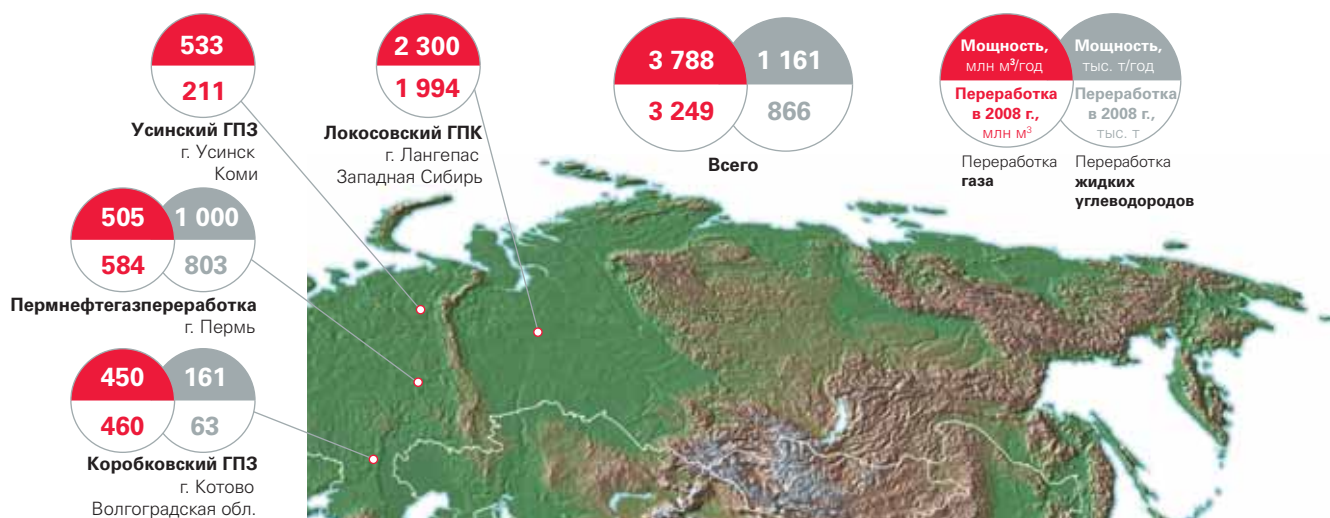 533
211
Усинский ГПЗ
г. Усинск
Коми
2 300
1 994
Локосовский ГПК
г. Лангепас
Западная Сибирь
3 788
1 161
3 249
866
Всего
Мощность,
млн м³/год
Мощность,
тыс. т/год
Переработка
в 2008 г.,
млн м³
Переработка
в 2008 г.,
тыс. т
Переработка
газа
Переработка
жидких
углеводородов
505
1 000
584
803
Пермнефтегазпереработка
г. Пермь
450
161
460
63
Коробковский ГПЗ
г. Котово
Волгоградская обл.